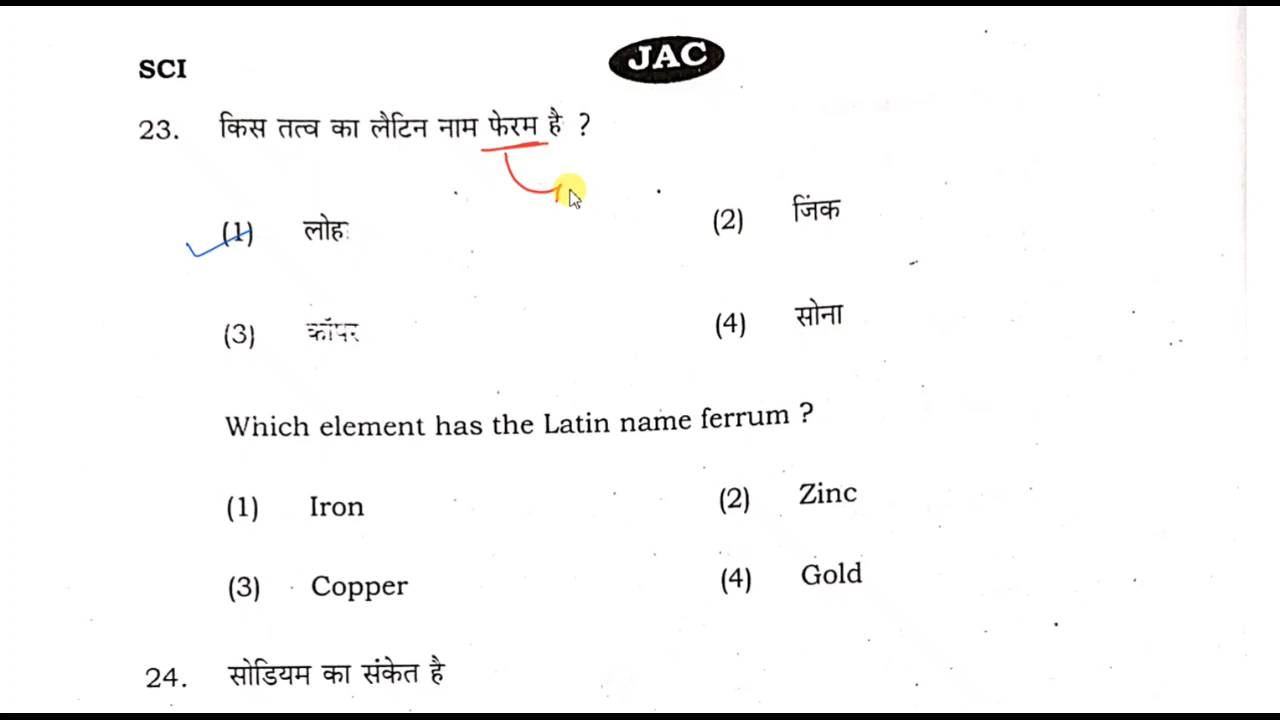 SCI
JAC
23. किस तत्व का लैटिन नाम फेरम है ?
(1) लोह (2) जिंक
(3) कॉपर (4) सोना
Which element has the Latin name ferrum ?
(1) Iron (2) Zinc
(3) Copper (4) Gold
24. सोडियम का संकेत है